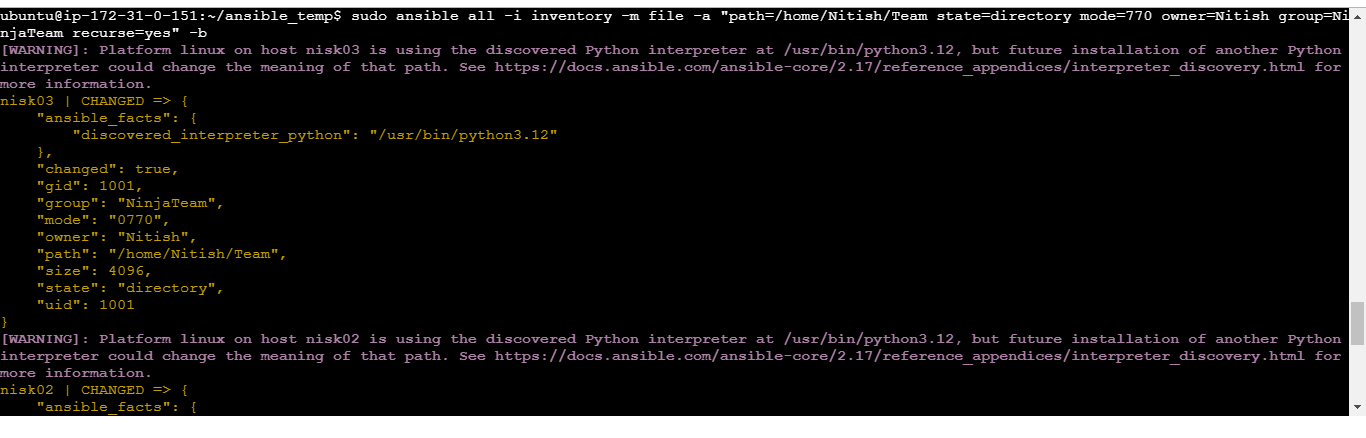 ubuntu@ip-172-31-0-151:~/ansible_temp$ sudo ansible all -i inventory -m file -a "path=/home/Nitish/Team state=directory mode=770 owner=Nitish group=Ni
njaTeam recurse=yes" -b
[WARNING]: Platform linux on host nisk03 is using the discovered Python interpreter at /usr/bin/python3.12, but future installation of another Python
interpreter could change the meaning of that path. See https://docs.ansible.com/ansible-core/2.17/reference_appendices/interpreter_discovery.html for
more information.
nisk03 | CHANGED => {
    "ansible_facts": {
        "discovered_interpreter_python": "/usr/bin/python3.12"
    },
    "changed": true,
    "gid": 1001,
    "group": "NinjaTeam",
    "mode": "0770",
    "owner": "Nitish",
    "path": "/home/Nitish/Team",
    "size": 4096,
    "state": "directory",
    "uid": 1001
}
[WARNING]: Platform linux on host nisk02 is using the discovered Python interpreter at /usr/bin/python3.12, but future installation of another Python
interpreter could change the meaning of that path. See https://docs.ansible.com/ansible-core/2.17/reference_appendices/interpreter_discovery.html for
more information.
nisk02 | CHANGED => {
    "ansible_facts": {